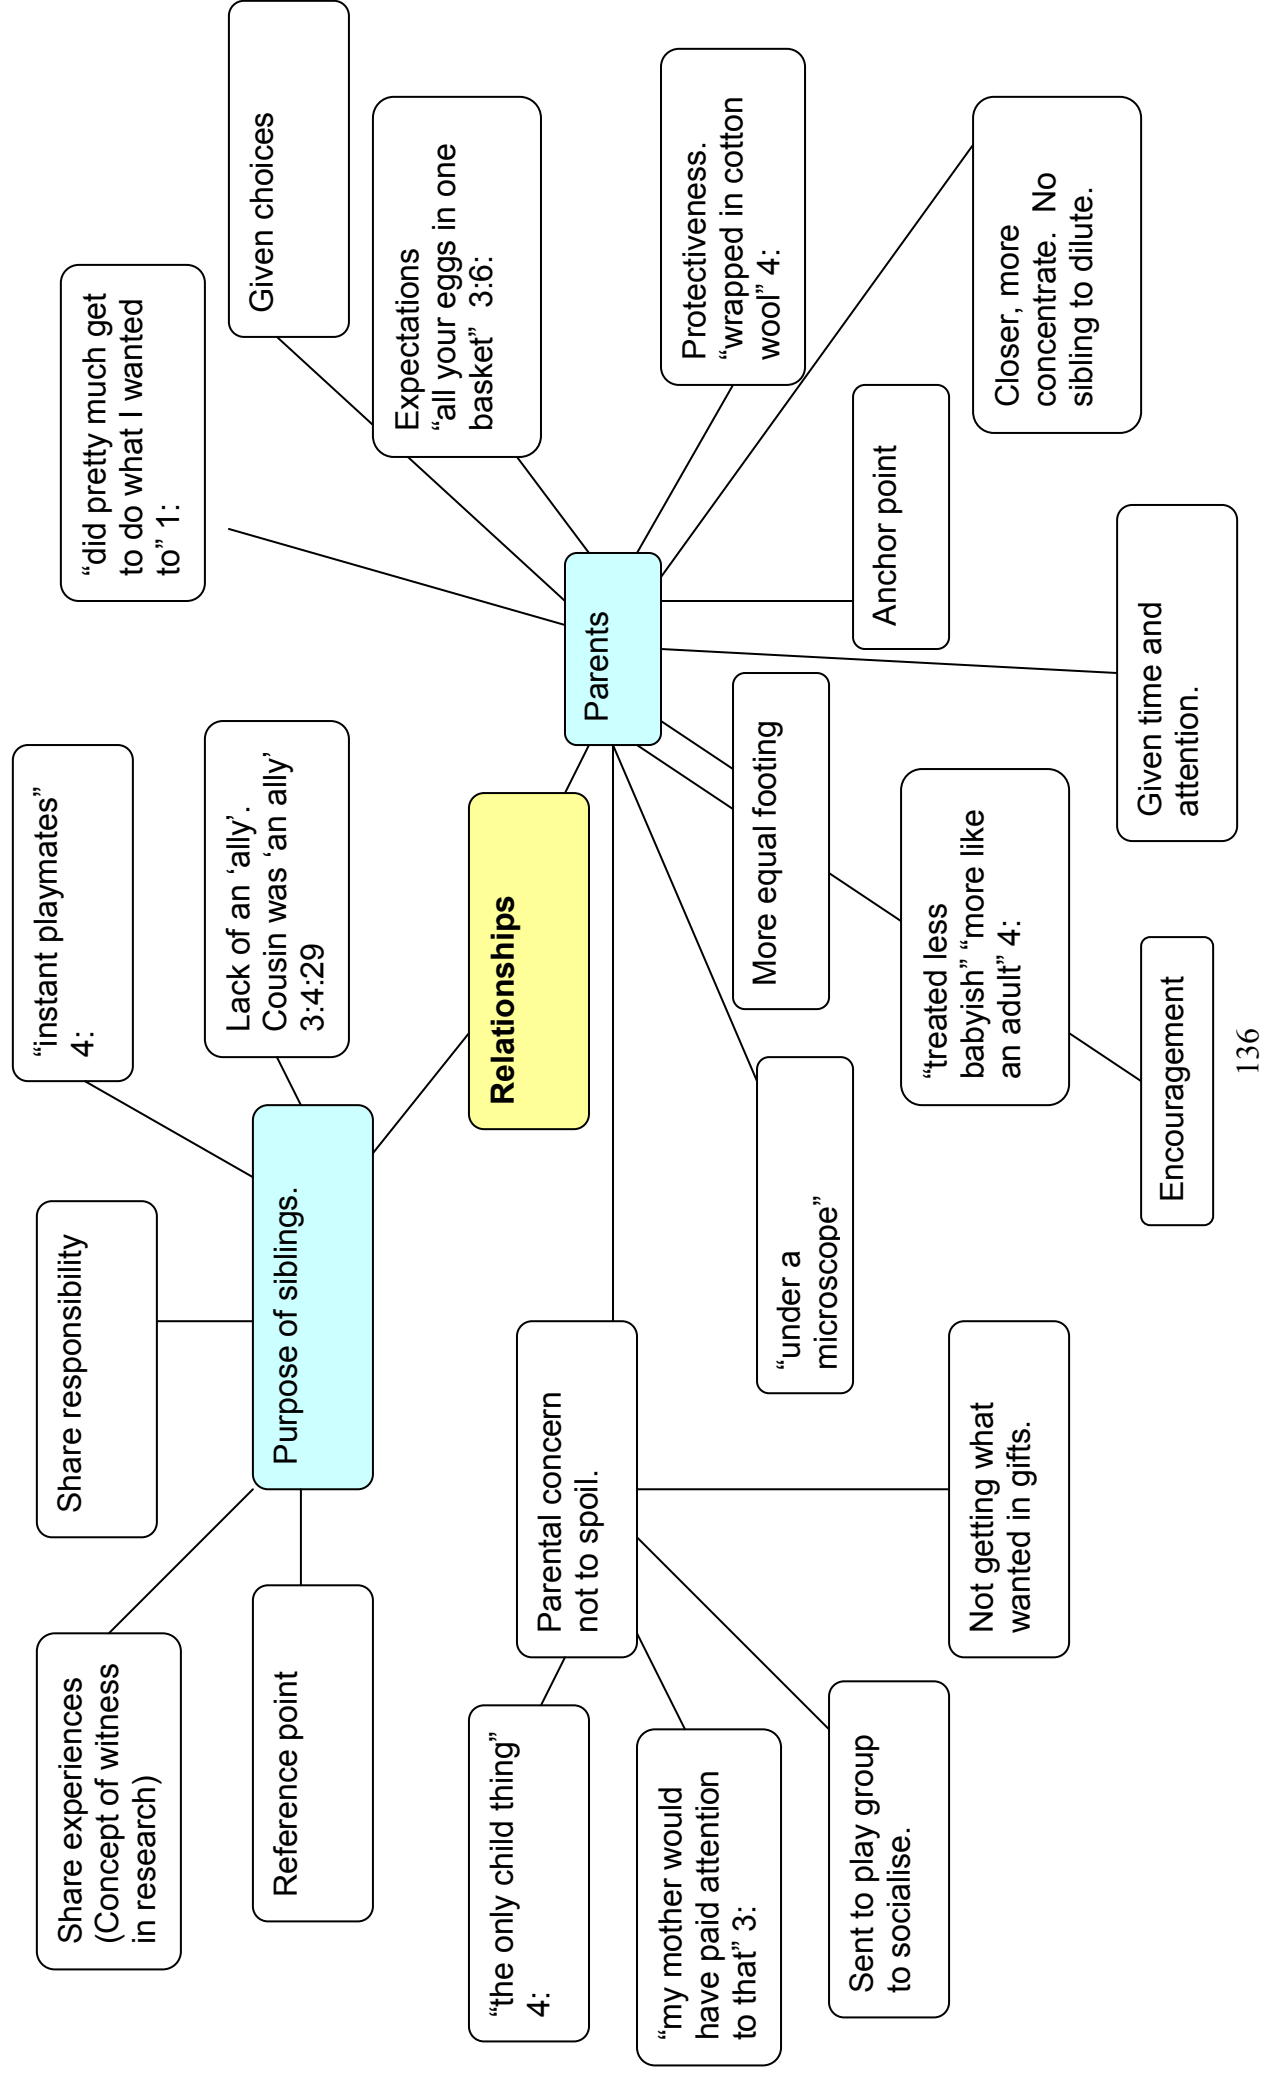 Share experiences
(Concept of witness
in research)
Share responsibility
“instant playmates”
4:
“did pretty much get
to do what I wanted
to” 1:
Reference point
Purpose of siblings.
Lack of an ‘ally’.
Cousin was ‘an ally’
3:4:29
Given choices
Expectations
“all your eggs in one
basket”  3:6:
“the only child thing”
4:
Parental concern
not to spoil.
Relationships
Parents
Protectiveness.
“wrapped in cotton
wool” 4:
“my mother would
have paid attention
to that” 3:
“under a
microscope”
More equal footing
Anchor point
Sent to play group
to socialise.
Not getting what
wanted in gifts.
“treated less
babyish” “more like
an adult” 4:
Closer, more
concentrate.  No
sibling to dilute.
Encouragement
Given time and
attention.
136